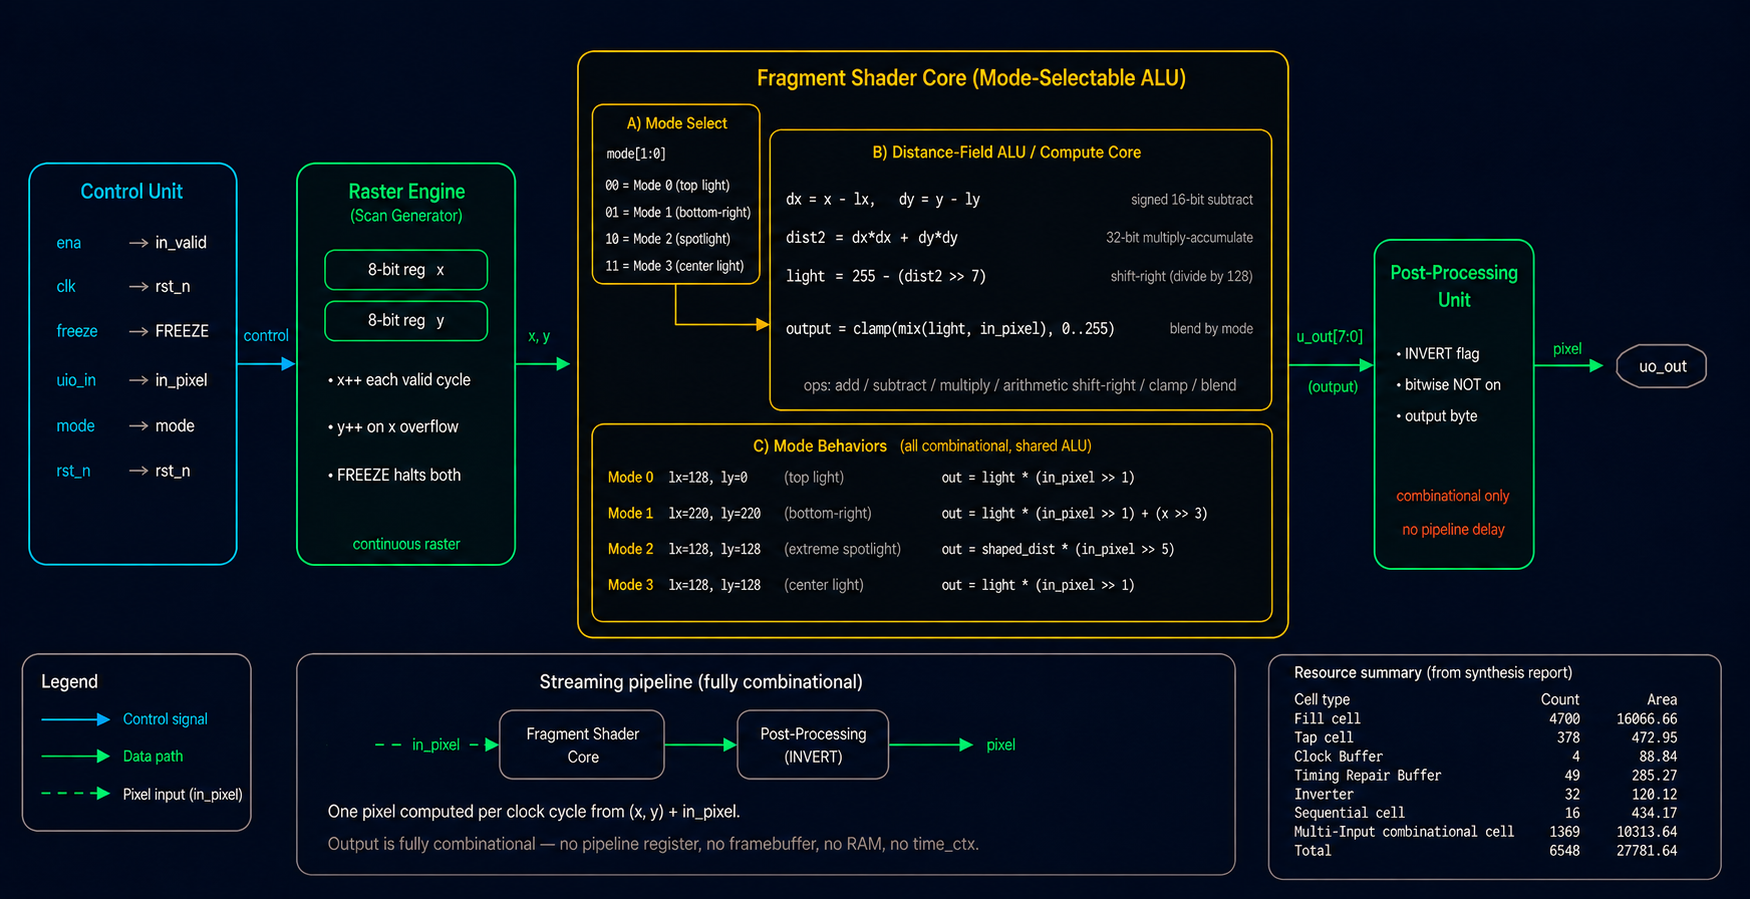 Control Unit
ena → in_valid
clk → rst_n
freeze → FREEZE
uio_in → in_pixel
mode → mode
rst_n → rst_n
control
Raster Engine
(Scan Generator)
8-bit reg x
8-bit reg y
• x++ each valid cycle
• y++ on x overflow
• FREEZE halts both
continuous raster
x, y
Fragment Shader Core (Mode-Selectable ALU)
A) Mode Select
mode[1:0]
00 = Mode 0 (top light)
01 = Mode 1 (bottom-right)
10 = Mode 2 (spotlight)
11 = Mode 3 (center light)
B) Distance-Field ALU / Compute Core
dx = x - lx, dy = y - ly signed 16-bit subtract
dist2 = dx*dx + dy*dy 32-bit multiply-accumulate
light = 255 - (dist2 >> 7) shift-right (divide by 128)
output = clamp(mix(light, in_pixel), 0..255) blend by mode
ops: add / subtract / multiply / arithmetic shift-right / clamp / blend
C) Mode Behaviors (all combinational, shared ALU)
Mode 0 lx=128, ly=0 (top light) out = light * (in_pixel >> 1)
Mode 1 lx=220, ly=220 (bottom-right) out = light * (in_pixel >> 1) + (x >> 3)
Mode 2 lx=128, ly=128 (extreme spotlight) out = shaped_dist * (in_pixel >> 5)
Mode 3 lx=128, ly=128 (center light) out = light * (in_pixel >> 1)
u_out[7:0]
(output)
Post-Processing
Unit
• INVERT flag
• bitwise NOT on
• output byte
combinational only
no pipeline delay
pixel
uo_out
Legend
Control signal
Data path
Pixel input (in_pixel)
Streaming pipeline (fully combinational)
in_pixel
Fragment Shader
Core
Post-Processing
(INVERT)
pixel
One pixel computed per clock cycle from (x, y) + in_pixel.
Output is fully combinational — no pipeline register, no framebuffer, no RAM, no time_ctx.
Resource summary (from synthesis report)
Cell type Count Area
Fill cell 4700 16066.66
Tap cell 378 472.95
Clock Buffer 4 88.84
Timing Repair Buffer 49 285.27
Inverter 32 120.12
Sequential cell 16 434.17
Multi-Input combinational cell 1369 10313.64
Total 6548 27781.64